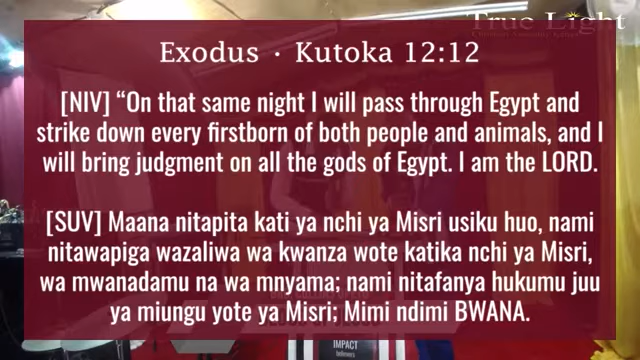 True Light
Exodus · Kutoka 12:12
[NIV] “On that same night I will pass through Egypt and
strike down every firstborn of both people and animals, and I
will bring judgment on all the gods of Egypt. I am the LORD.
[SUV] Maana nitapita kati ya nchi ya Misri usiku huo, nami
nitawapiga wazaliwa wa kwanza wote katika nchi ya Misri,
wa mwanadamu na wa mnyama; nami nitafanya hukumu juu
ya miungu yote ya Misri; Mimi ndimi BWANA.
IMPACT